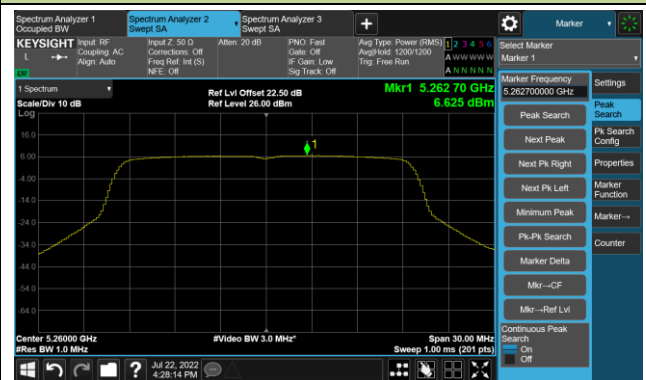 Spectrum Analyzer 1
Occupied BW
Spectrum Analyzer 2
Swept SA
Spectrum Analyzer 3
Swept SA
+
Marker
KEYSIGHT
L
Input: RF
Coupling: AC
Align: Auto
Input Z: 50 Ω
Corrections: Off
Freq Ref: Int (S)
NFE: Off
Atten: 20 dB
PNO: Fast
Gate: Off
IF Gain: Low
Sig Track: Off
Avg Type: Power (RMS)
Avg|Hold: 1200/1200
Trig: Free Run
1 2 3 4 5 6
A W W W W W
A N N N N N
Select Marker
Marker 1
1 Spectrum
Scale/Div 10 dB
Log
Ref Lvl Offset 22.50 dB
Ref Level 26.00 dBm
Mkr1 5.262 70 GHz
6.625 dBm
16.0
6.00
-4.00
-14.0
-24.0
-34.0
-44.0
-54.0
-64.0
1
Center 5.26000 GHz
#Res BW 1.0 MHz
#Video BW 3.0 MHz*
Span 30.00 MHz
Sweep 1.00 ms (201 pts)
Marker Frequency
5.262700000 GHz
Peak Search
Next Peak
Next Pk Right
Next Pk Left
Minimum Peak
Pk-Pk Search
Marker Delta
Mkr→CF
Mkr→Ref Lvl
Continuous Peak
Search
On
Off
Settings
Peak
Search
Pk Search
Config
Properties
Marker
Function
Marker→
Counter
?
Jul 22, 2022
4:28:14 PM